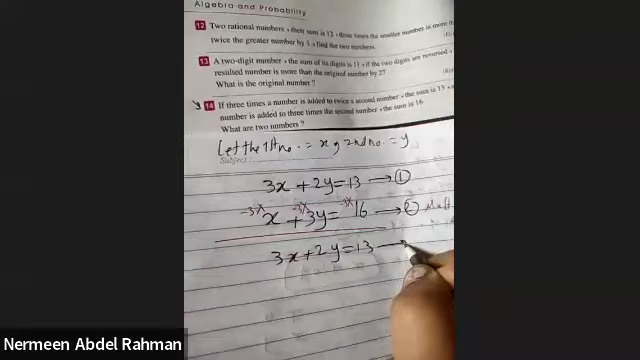 Algebra and Probability
12 Two rational numbers , their sum is 12 , three times the smaller number is more
twice the greater number by 1 , find the two numbers.
13 A two-digit number , the sum of its digits is 11 , if the two digits are reversed ,
resulted number is more than the original number by 27
What is the original number ?
14 If three times a number is added to twice a second number , the sum is 13 ,
number is added to three times the second number , the sum is 16
What are two numbers ?
Let the 1st no. = x , 2nd no. = y
Subject:
3x + 2y = 13 → ①
-3× x + -3× 3y = -3× 16 → ②
3x + 2y = 13 →
Nermeen Abdel Rahman